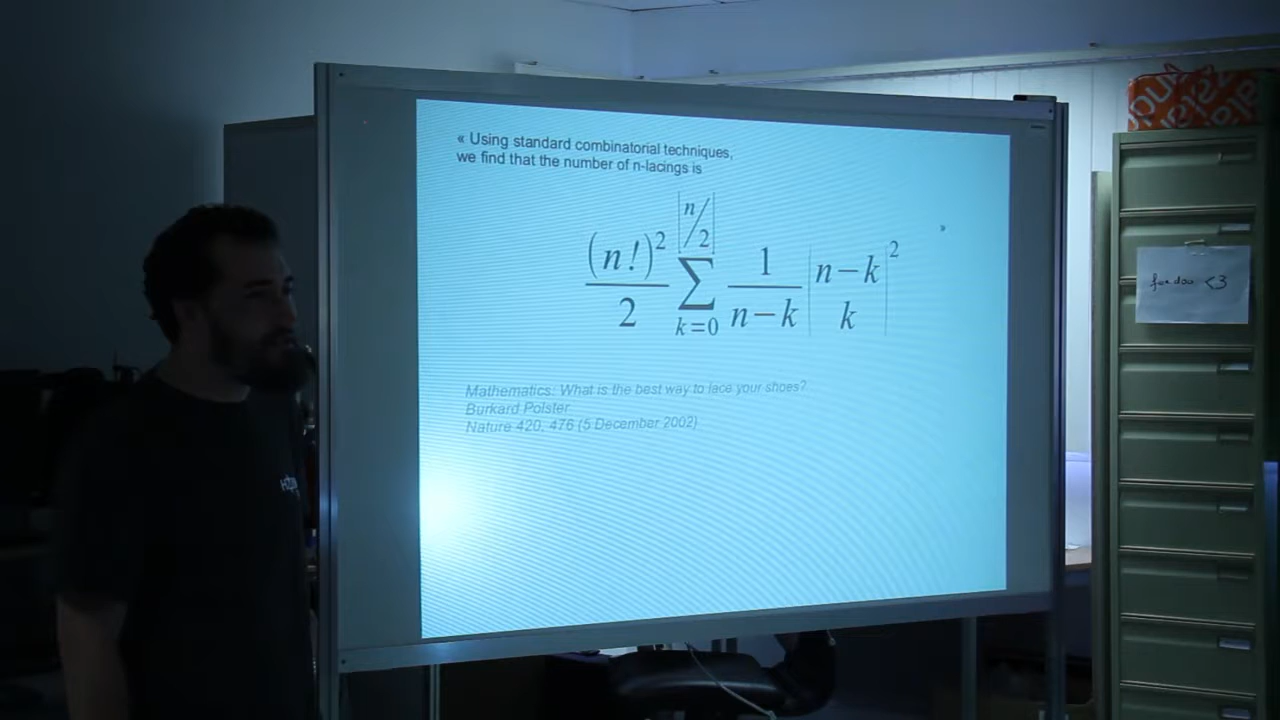 « Using standard combinatorial techniques,
we find that the number of n-lacings is
(n!)² / 2 ∑_{k=0}^{|n/2|} 1/(n−k) |n−k k|² »
Mathematics: What is the best way to lace your shoes?
Burkard Polster
Nature 420, 476 (5 December 2002)